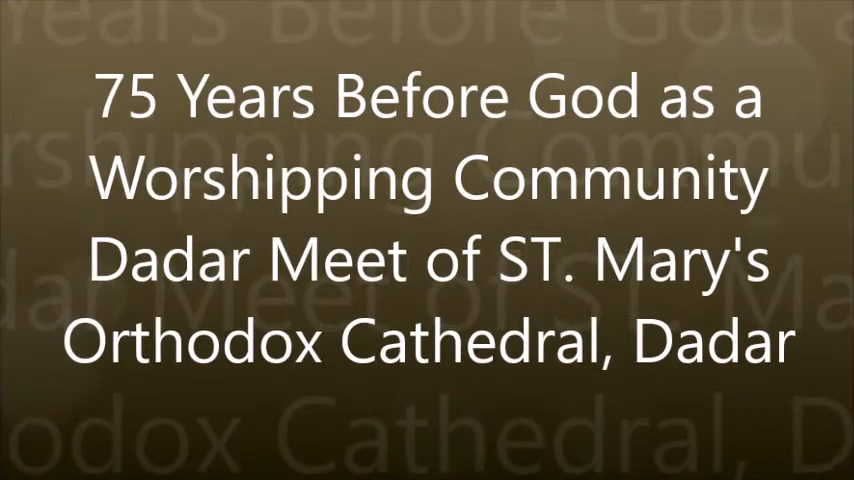 75 Years Before God as a
Worshipping Community
Dadar Meet of ST. Mary's
Orthodox Cathedral, Dadar